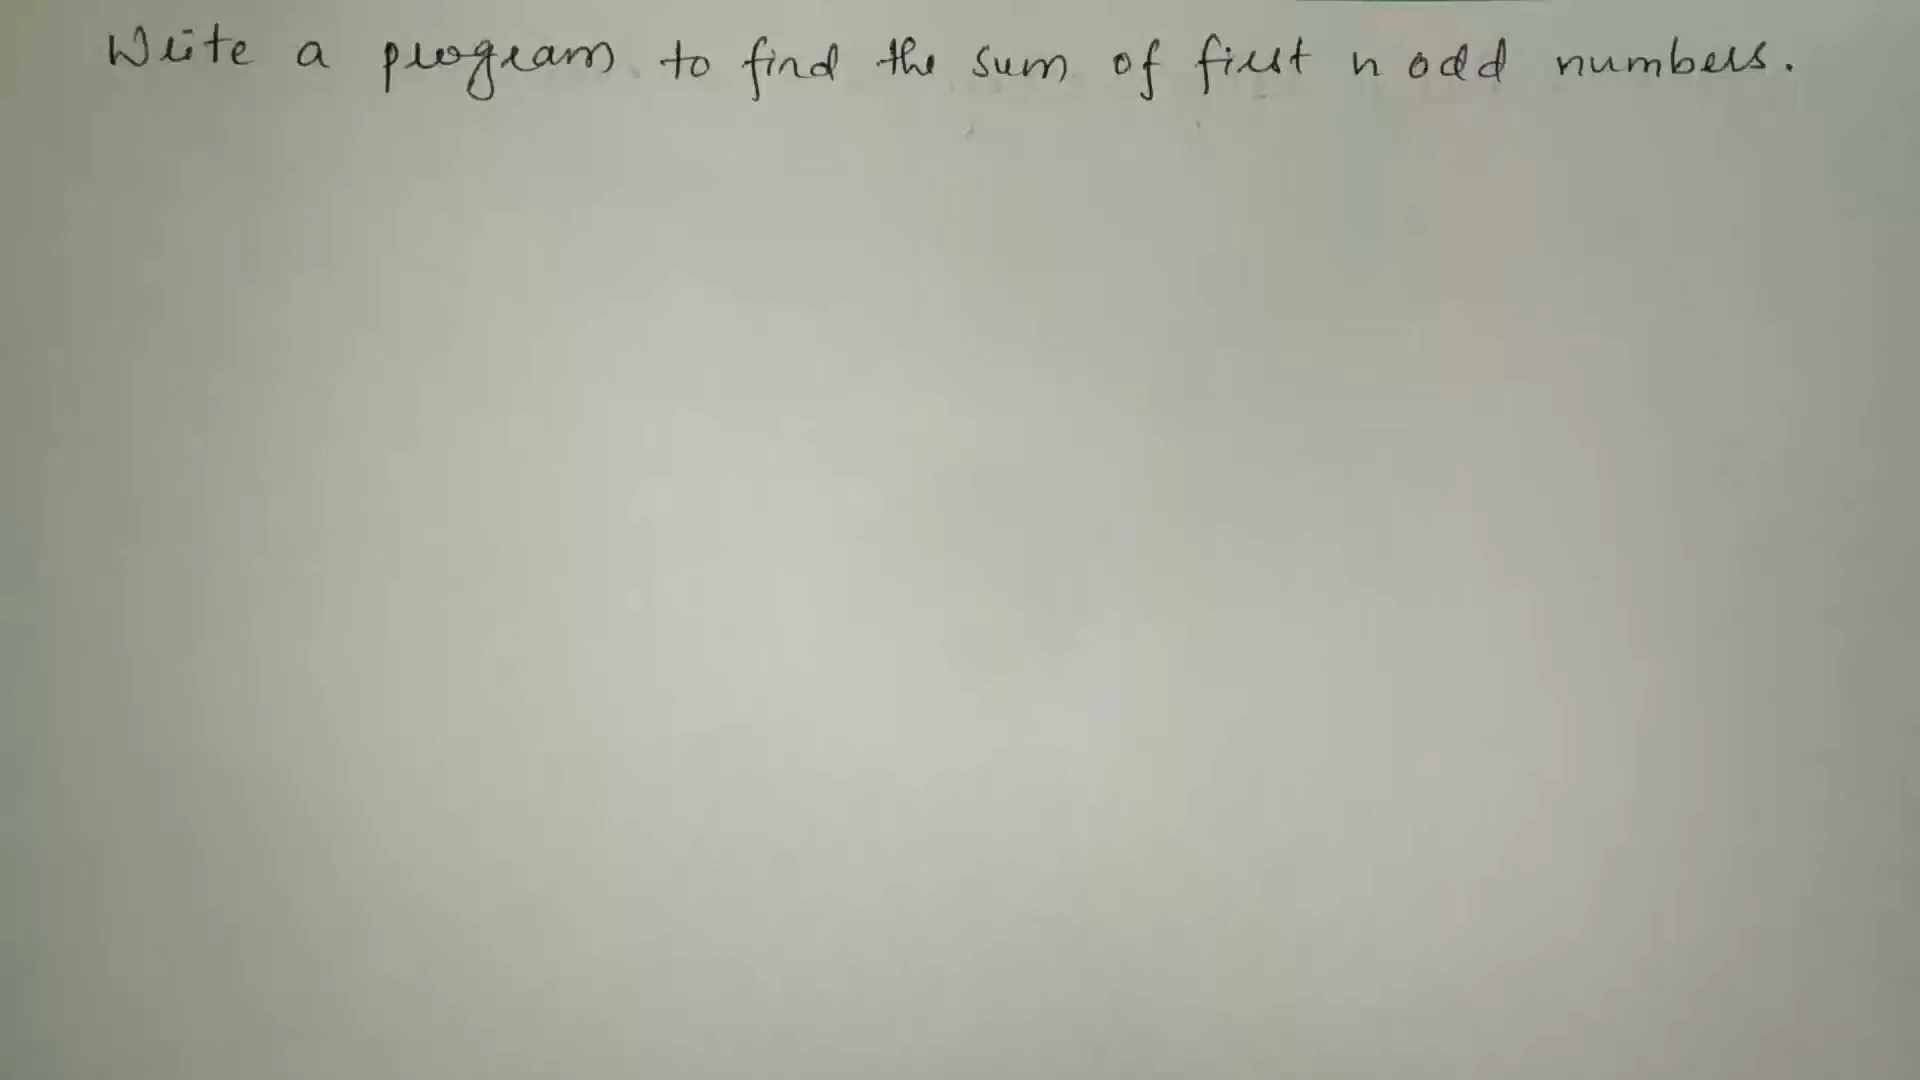 Write a program to find the sum of first n odd numbers.